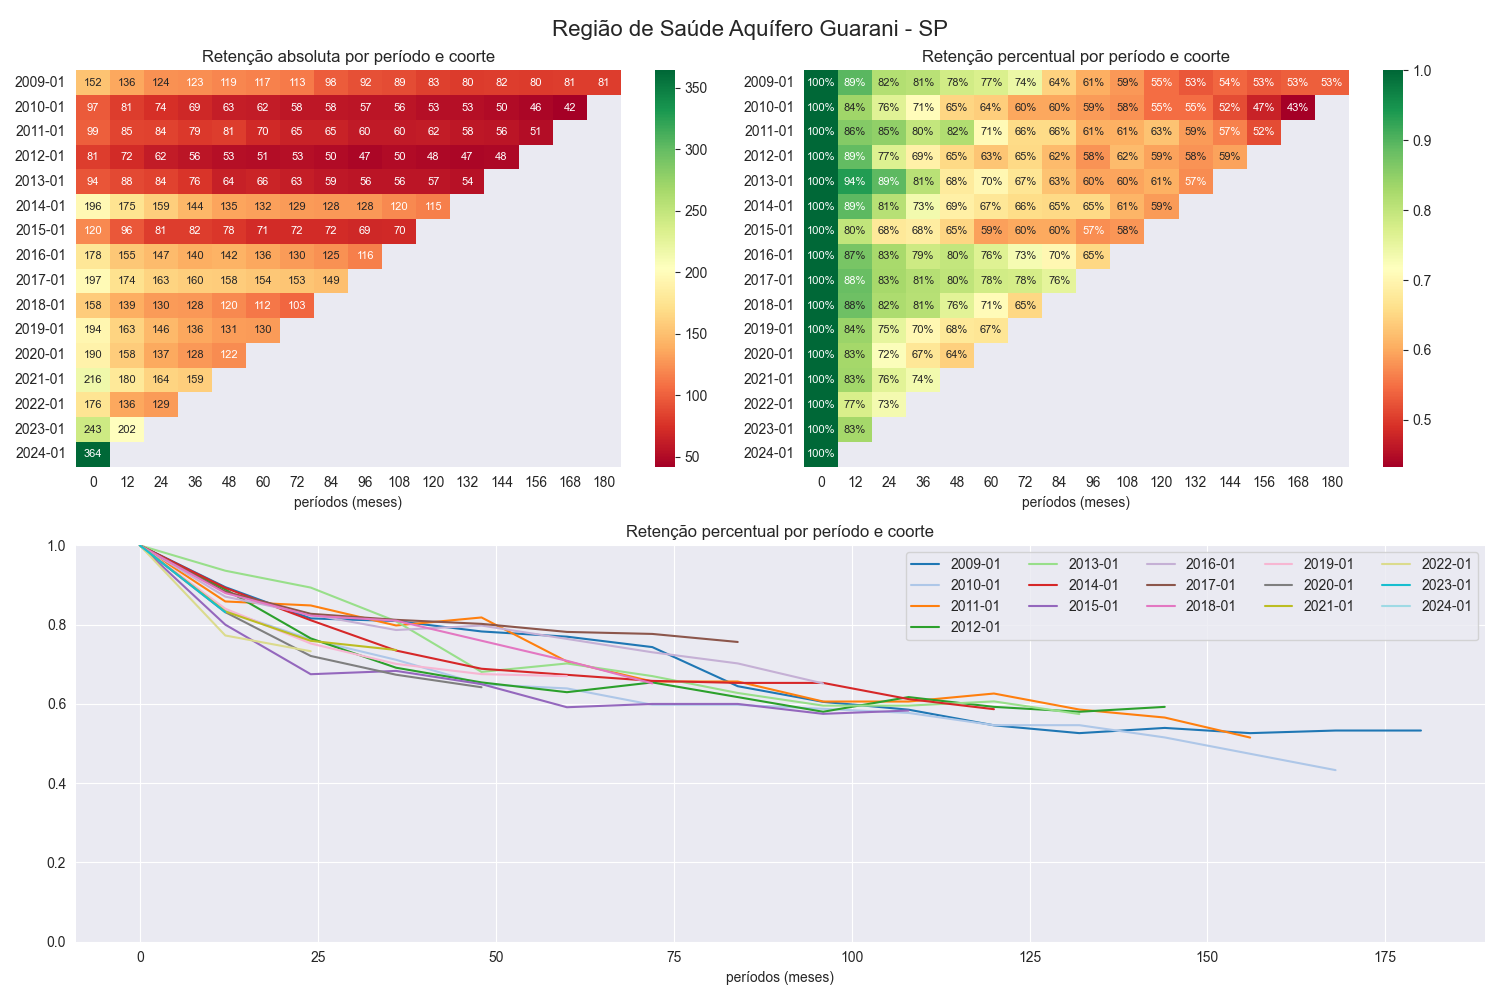 Região de Saúde Aquífero Guarani - SP
Retenção absoluta por período e coorte
2009-01 152 136 124 123 119 117 113 98 92 89 83 80 82 80 81 81
2010-01 97 81 74 69 63 62 58 58 57 56 53 53 50 46 42
2011-01 99 85 84 79 81 70 65 65 60 60 62 58 56 51
2012-01 81 72 62 56 53 51 53 50 47 50 48 47 48
2013-01 94 88 84 76 64 66 63 59 56 56 57 54
2014-01 196 175 159 144 135 132 129 128 128 120 115
2015-01 120 96 81 82 78 71 72 72 69 70
2016-01 178 155 147 140 142 136 130 125 116
2017-01 197 174 163 160 158 154 153 149
2018-01 158 139 130 128 120 112 103
2019-01 194 163 146 136 131 130
2020-01 190 158 137 128 122
2021-01 216 180 164 159
2022-01 176 136 129
2023-01 243 202
2024-01 364
0 12 24 36 48 60 72 84 96 108 120 132 144 156 168 180
períodos (meses)
350
300
250
200
150
100
50
Retenção percentual por período e coorte
2009-01 100% 89% 82% 81% 78% 77% 74% 64% 61% 59% 55% 53% 54% 53% 53% 53%
2010-01 100% 84% 76% 71% 65% 64% 60% 60% 59% 58% 55% 55% 52% 47% 43%
2011-01 100% 86% 85% 80% 82% 71% 66% 66% 61% 61% 63% 59% 57% 52%
2012-01 100% 89% 77% 69% 65% 63% 65% 62% 58% 62% 59% 58% 59%
2013-01 100% 94% 89% 81% 68% 70% 67% 63% 60% 60% 61% 57%
2014-01 100% 89% 81% 73% 69% 67% 66% 65% 65% 61% 59%
2015-01 100% 80% 68% 68% 65% 59% 60% 60% 57% 58%
2016-01 100% 87% 83% 79% 80% 76% 73% 70% 65%
2017-01 100% 88% 83% 81% 80% 78% 78% 76%
2018-01 100% 88% 82% 81% 76% 71% 65%
2019-01 100% 84% 75% 70% 68% 67%
2020-01 100% 83% 72% 67% 64%
2021-01 100% 83% 76% 74%
2022-01 100% 77% 73%
2023-01 100% 83%
2024-01 100%
0 12 24 36 48 60 72 84 96 108 120 132 144 156 168 180
períodos (meses)
1.0
0.9
0.8
0.7
0.6
0.5
Retenção percentual por período e coorte
1.0
0.8
0.6
0.4
0.2
0.0
2009-01 2013-01 2016-01 2019-01 2022-01
2010-01 2014-01 2017-01 2020-01 2023-01
2011-01 2015-01 2018-01 2021-01 2024-01
2012-01
0 25 50 75 100 125 150 175
períodos (meses)